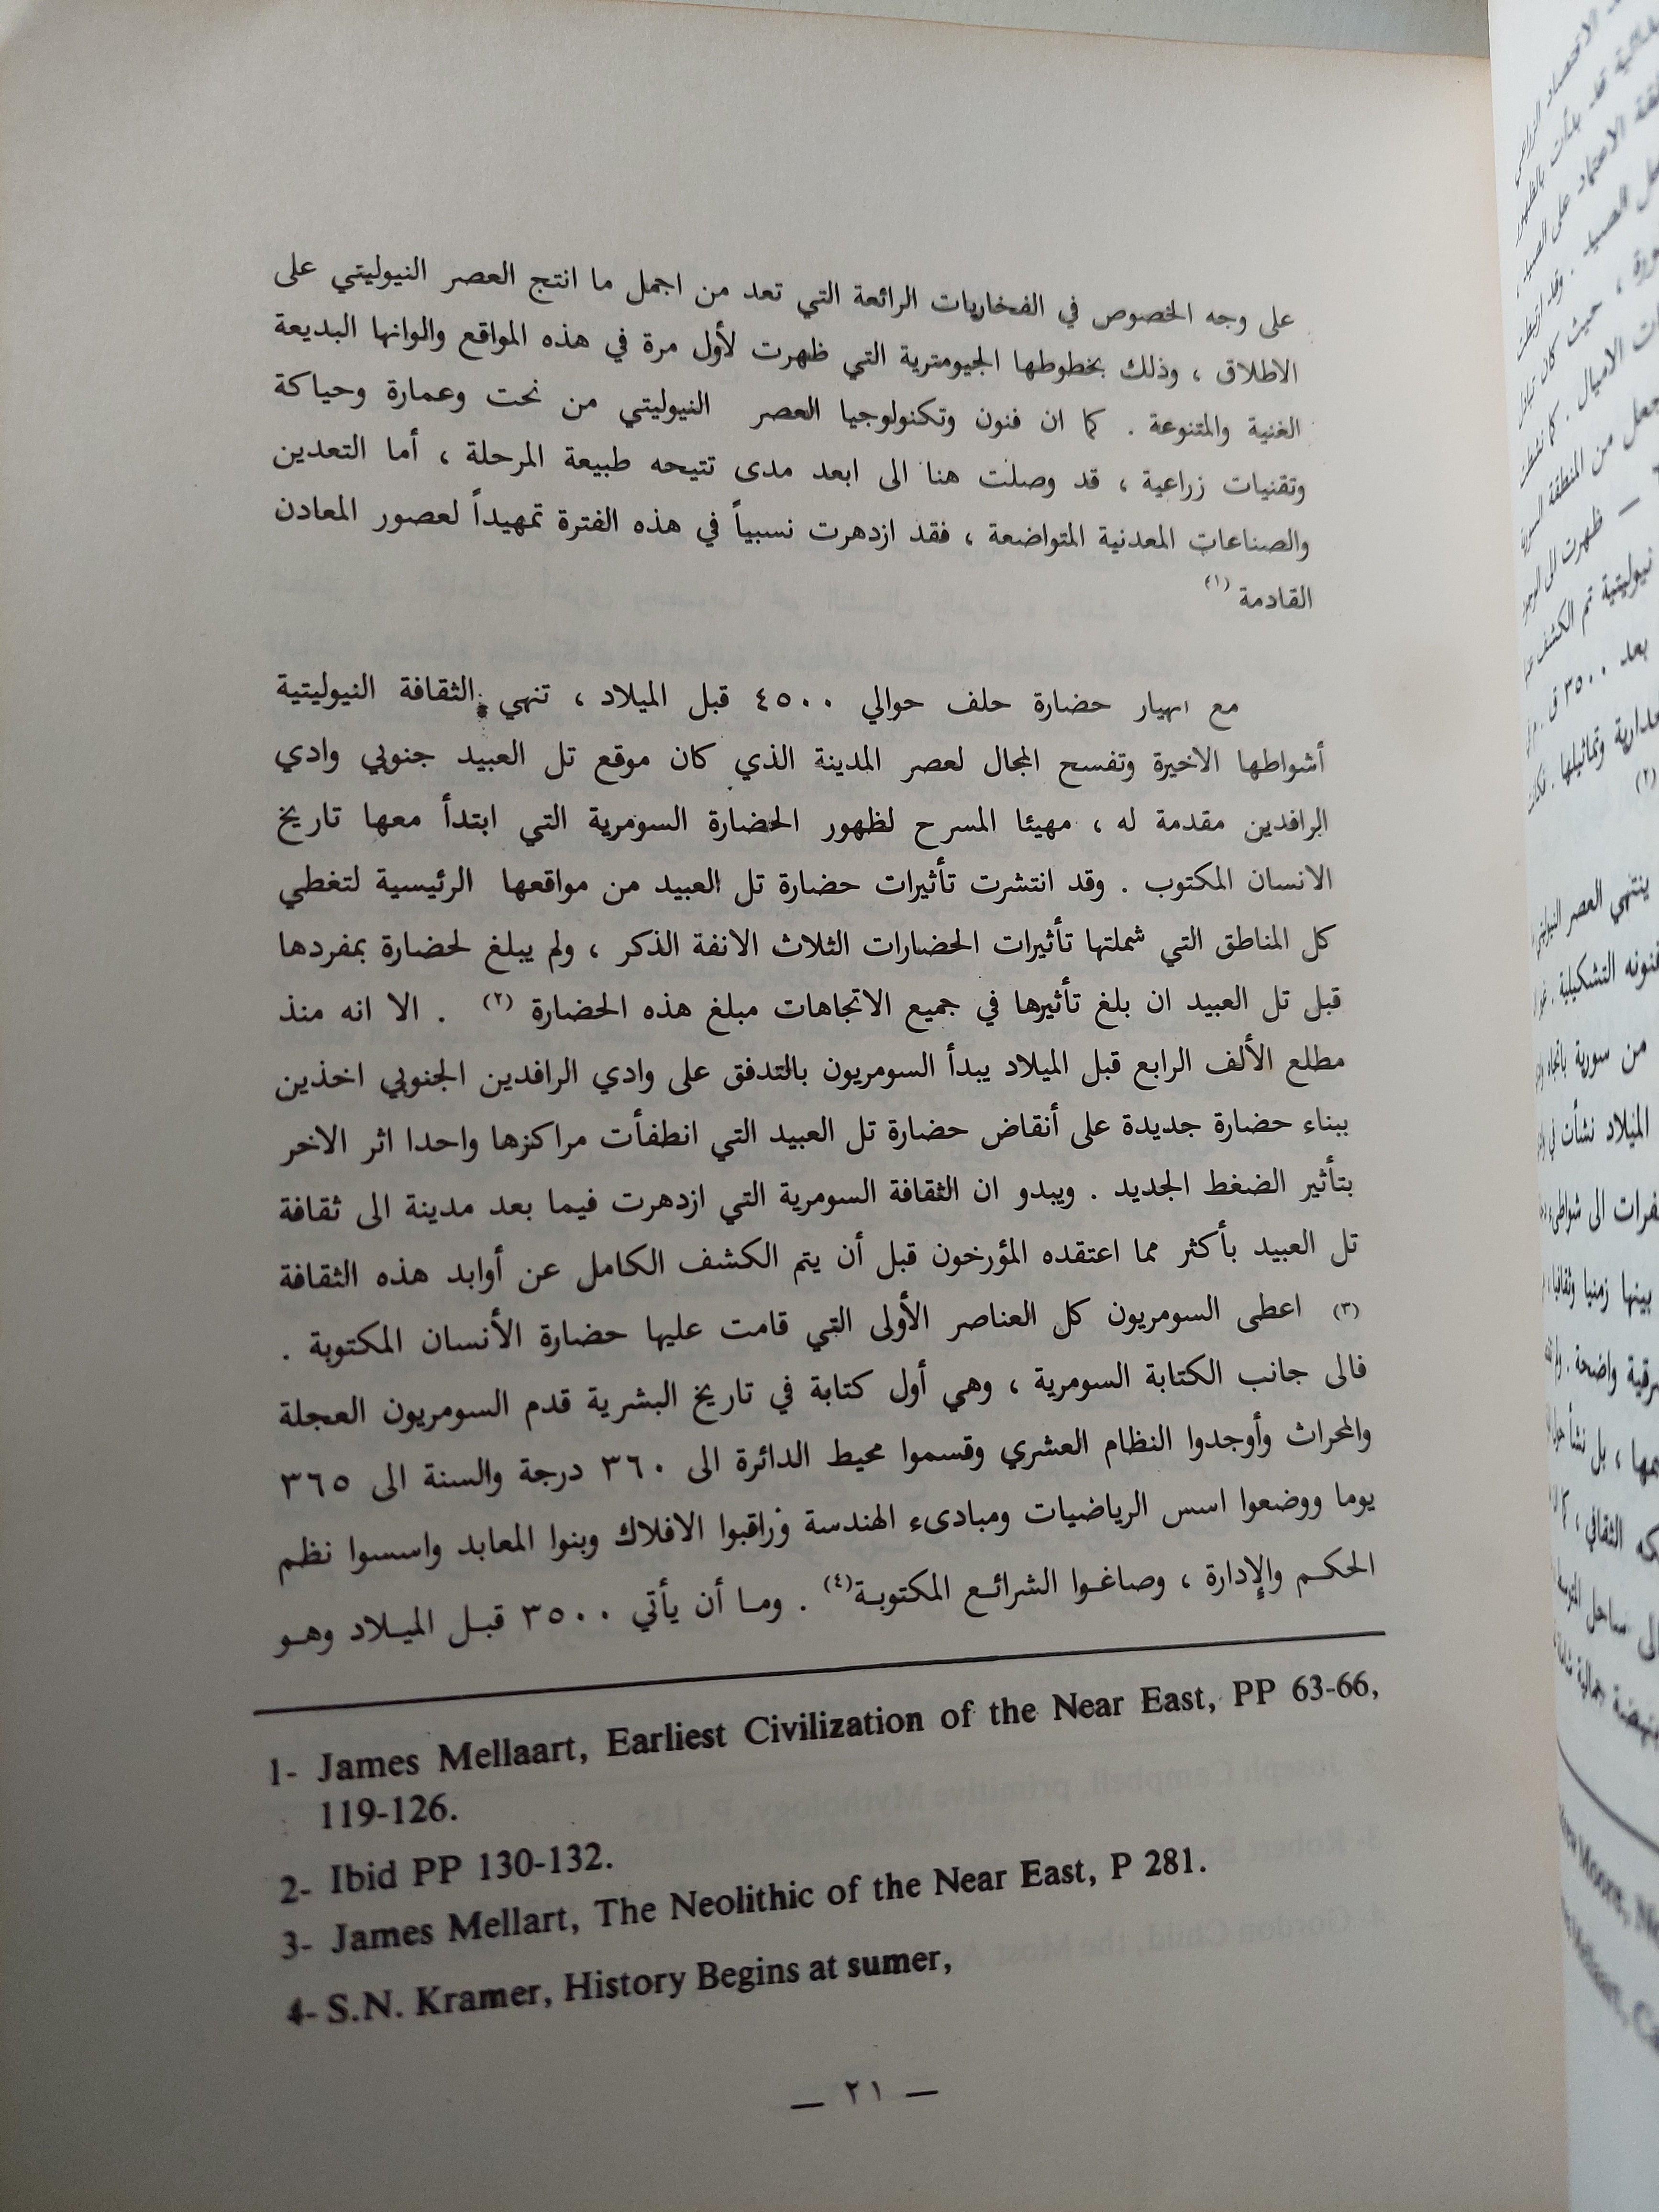 على وجه الخصوص في الفخاريات الرائعة التي تعد من اجمل ما انتج العصر النيوليتي على
الاطلاق ، وذلك بخطوطها الجيومترية التي ظهرت لأول مرة في هذه المواقع والوانها البديعة
الغنية والمتنوعة . كما ان فنون وتكنولوجيا العصر النيوليتي من نحت وعمارة وحياكة
وتقنيات زراعية ، قد وصلت هنا الى ابعد مدى تتيحه طبيعة المرحلة ، أما التعدين
والصناعات المعدنية المتواضعة ، فقد ازدهرت نسبياً في هذه الفترة تمهيداً لعصور المعادن
القادمة (١)
مع انهيار حضارة حلف حوالي ٤٥٠٠ قبل الميلاد ، تنهي الثقافة النيوليتية
أشواطها الاخيرة وتفسح المجال لعصر المدينة الذي كان موقع تل العبيد جنوبي وادي
الرافدين مقدمة له ، مهيئا المسرح لظهور الحضارة السومرية التي ابتدأ معها تاريخ
الانسان المكتوب . وقد انتشرت تأثيرات حضارة تل العبيد من مواقعها الرئيسية لتغطي
كل المناطق التي شملتها تأثيرات الحضارات الثلاث الانفة الذكر ، ولم يبلغ لحضارة بمفردها
قبل تل العبيد ان بلغ تأثيرها في جميع الاتجاهات مبلغ هذه الحضارة (٢) . الا انه منذ
مطلع الألف الرابع قبل الميلاد يبدأ السومريون بالتدفق على وادي الرافدين الجنوبي اخذين
ببناء حضارة جديدة على أنقاض حضارة تل العبيد التي انطفأت مراكزها واحدا اثر الاخر
بتأثير الضغط الجديد . ويبدو ان الثقافة السومرية التي ازدهرت فيما بعد مدينة الى ثقافة
تل العبيد بأكثر مما اعتقده المؤرخون قبل أن يتم الكشف الكامل عن أوابد هذه الثقافة
(٣) اعطى السومريون كل العناصر الأولى التي قامت عليها حضارة الأنسان المكتوبة .
فالى جانب الكتابة السومرية ، وهي أول كتابة في تاريخ البشرية قدم السومريون العجلة
والمحراث وأوجدوا النظام العشري وقسموا محيط الدائرة الى ٣٦٠ درجة والسنة الى ٣٦٥
يوما ووضعوا اسس الرياضيات ومبادىء الهندسة وراقبوا الافلاك وبنوا المعابد واسسوا نظم
الحكم والإدارة ، وصاغوا الشرائع المكتوبة(٤) . وما أن يأتي ٣٥٠٠ قبل الميلاد وهو
1- James Mellaart, Earliest Civilization of the Near East, PP 63-66,
119-126.
2- Ibid PP 130-132.
3- James Mellart, The Neolithic of the Near East, P 281.
4- S.N. Kramer, History Begins at sumer,
— ٢١ —